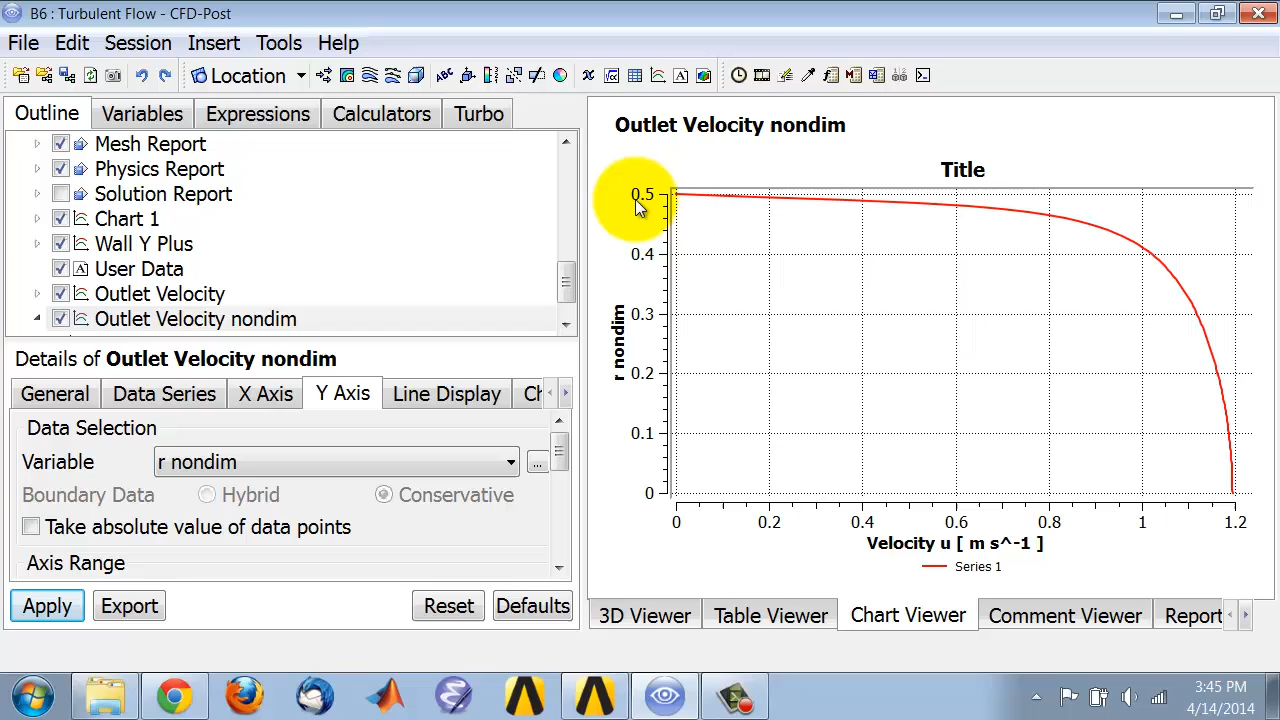 B6 : Turbulent Flow - CFD-Post
File Edit Session Insert Tools Help
Location
Outline Variables Expressions Calculators Turbo
Mesh Report
Physics Report
Solution Report
Chart 1
Wall Y Plus
User Data
Outlet Velocity
Outlet Velocity nondim
Details of Outlet Velocity nondim
General Data Series X Axis Y Axis Line Display Ch
Data Selection
Variable r nondim ...
Boundary Data Hybrid Conservative
Take absolute value of data points
Axis Range
Apply Export Reset Defaults
Outlet Velocity nondim
Title
0.5
0.4
0.3
0.2
0.1
0
r nondim
0 0.2 0.4 0.6 0.8 1 1.2
Velocity u [ m s^-1 ]
Series 1
3D Viewer Table Viewer Chart Viewer Comment Viewer Report
3:45 PM
4/14/2014